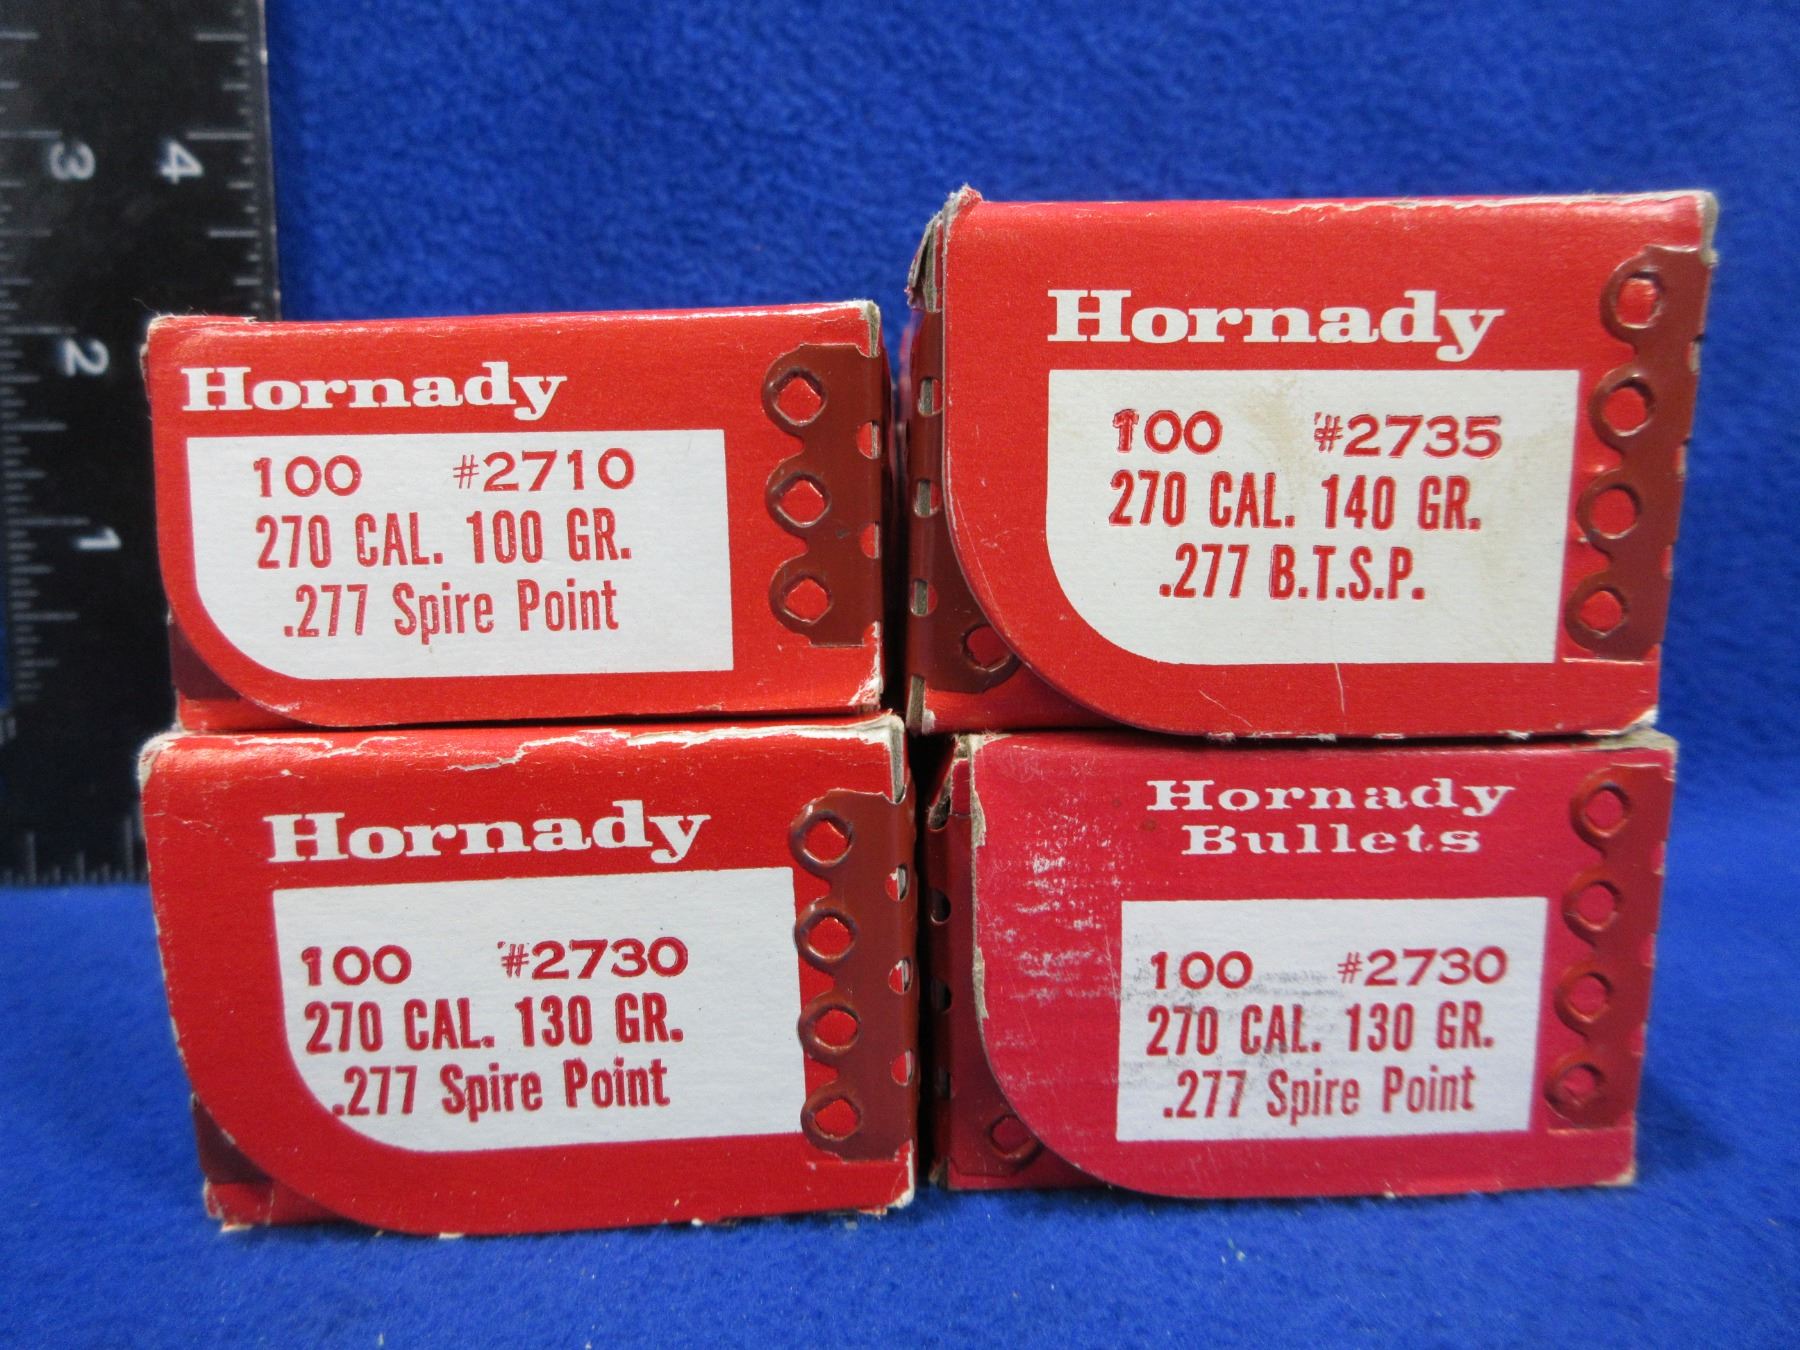 3 4
2
1
Hornady
100 #2710
270 CAL. 100 GR.
.277 Spire Point
Hornady
100 #2735
270 CAL. 140 GR.
.277 B.T.S.P.
Hornady
100 #2730
270 CAL. 130 GR.
.277 Spire Point
Hornady
Bullets
100 #2730
270 CAL. 130 GR.
.277 Spire Point